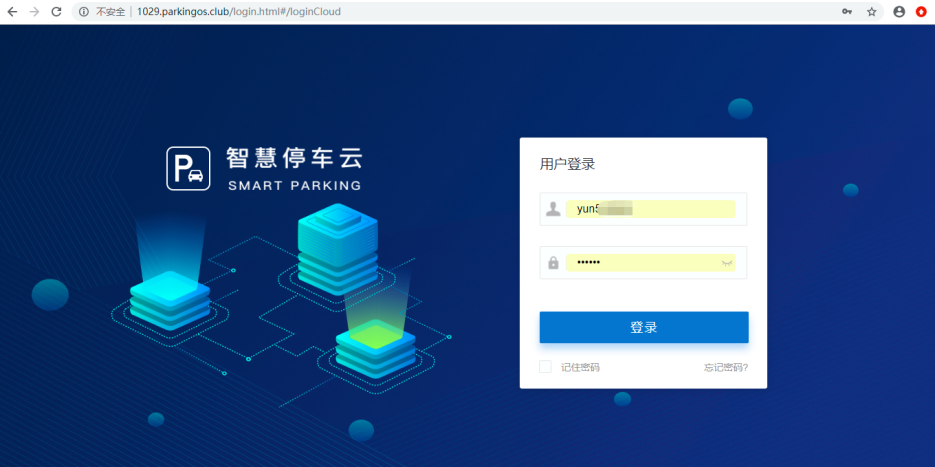 不安全 | 1029.parkingos.club/login.html#/loginCloud
智慧停车云
SMART PARKING
用户登录
yun5
••••••
登录
记住密码 忘记密码?